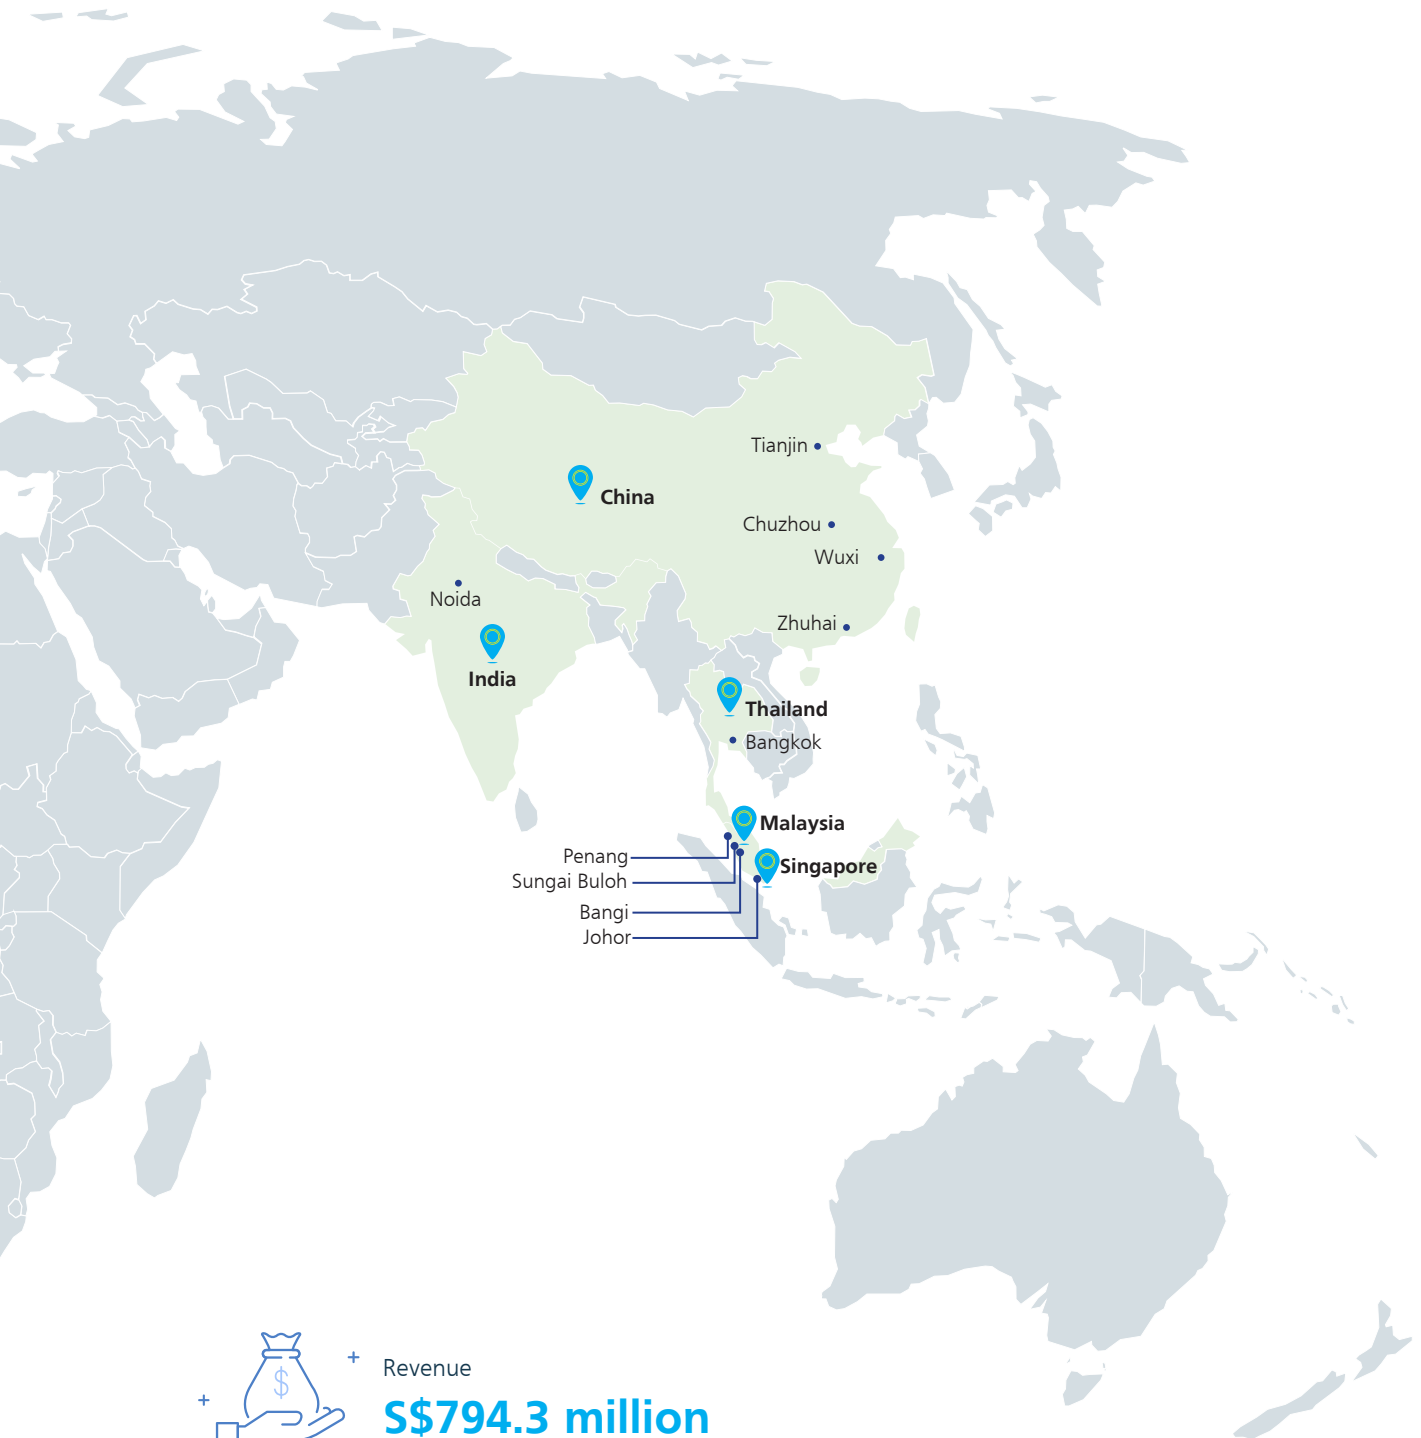 Tianjin
China
Chuzhou
Wuxi
Noida
Zhuhai
India
Thailand
Bangkok
Malaysia
Penang
Singapore
Sungai Buloh
Bangi
Johor
Revenue
$
S$794.3 million